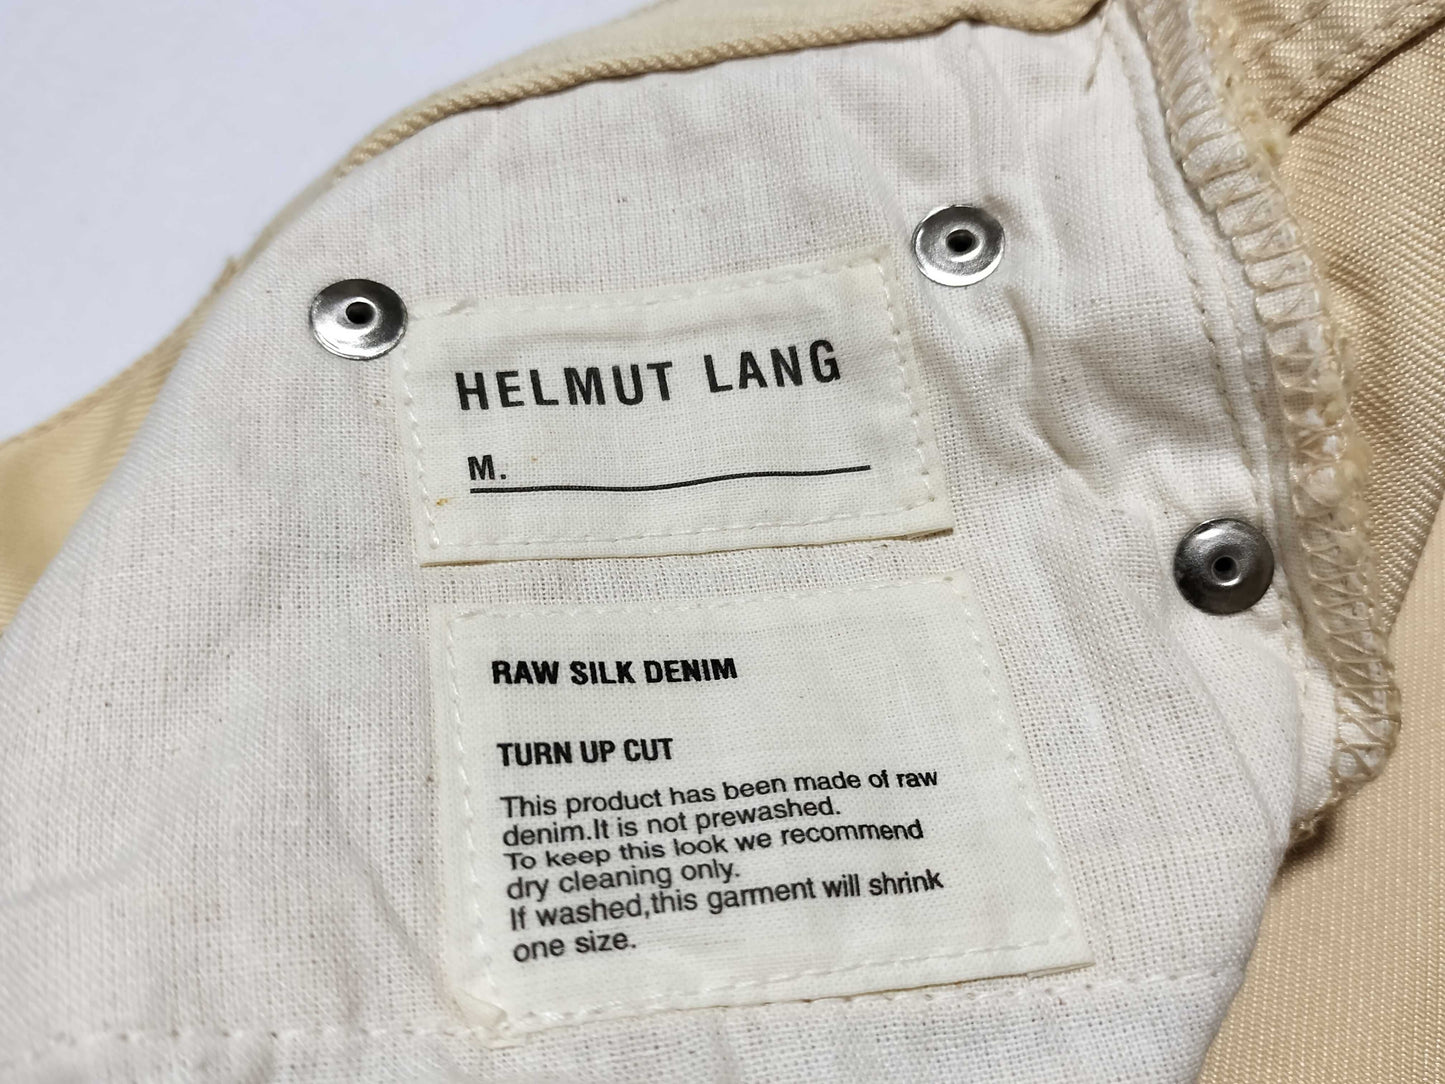 HELMUT LANG
M.
RAW SILK DENIM
TURN UP CUT
This product has been made of raw
denim.It is not prewashed.
To keep this look we recommend
dry cleaning only.
If washed,this garment will shrink
one size.